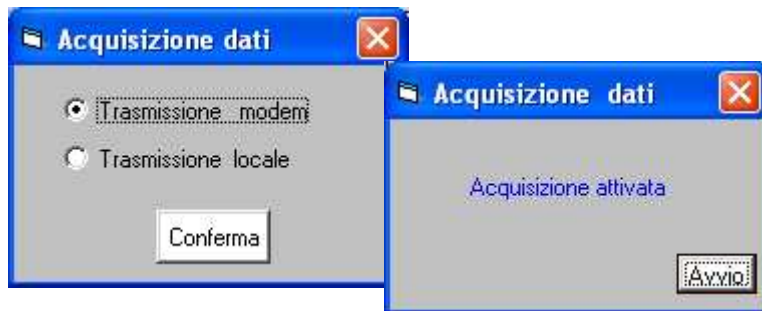 Acquisizione dati
Trasmissione modem
Trasmissione locale
Conferma
Acquisizione dati
Acquisizione attivata
Avvio